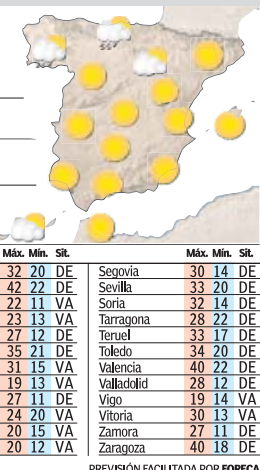 Máx. Mín. Sit. Máx. Mín. Sit.
32 20 DE Segovia 30 14 DE
42 22 DE Sevilla 33 20 DE
22 11 VA Soria 32 14 DE
23 13 VA Tarragona 28 22 DE
27 12 DE Teruel 33 17 DE
35 21 DE Toledo 34 20 DE
31 15 VA Valencia 40 22 DE
19 13 VA Valladolid 28 12 DE
27 11 DE Vigo 19 14 VA
24 20 VA Vitoria 30 13 VA
20 15 VA Zamora 27 11 DE
20 12 VA Zaragoza 40 18 DE
PREVISIÓN FACILITADA POR FORECA